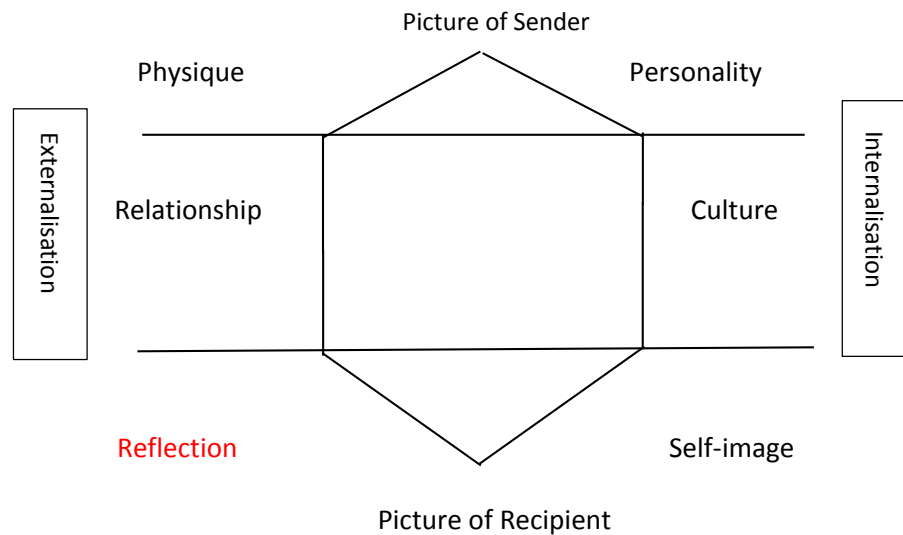 Picture of Sender
Physique
Personality
Externalisation
Internalisation
Relationship
Culture
Reflection
Self-image
Picture of Recipient